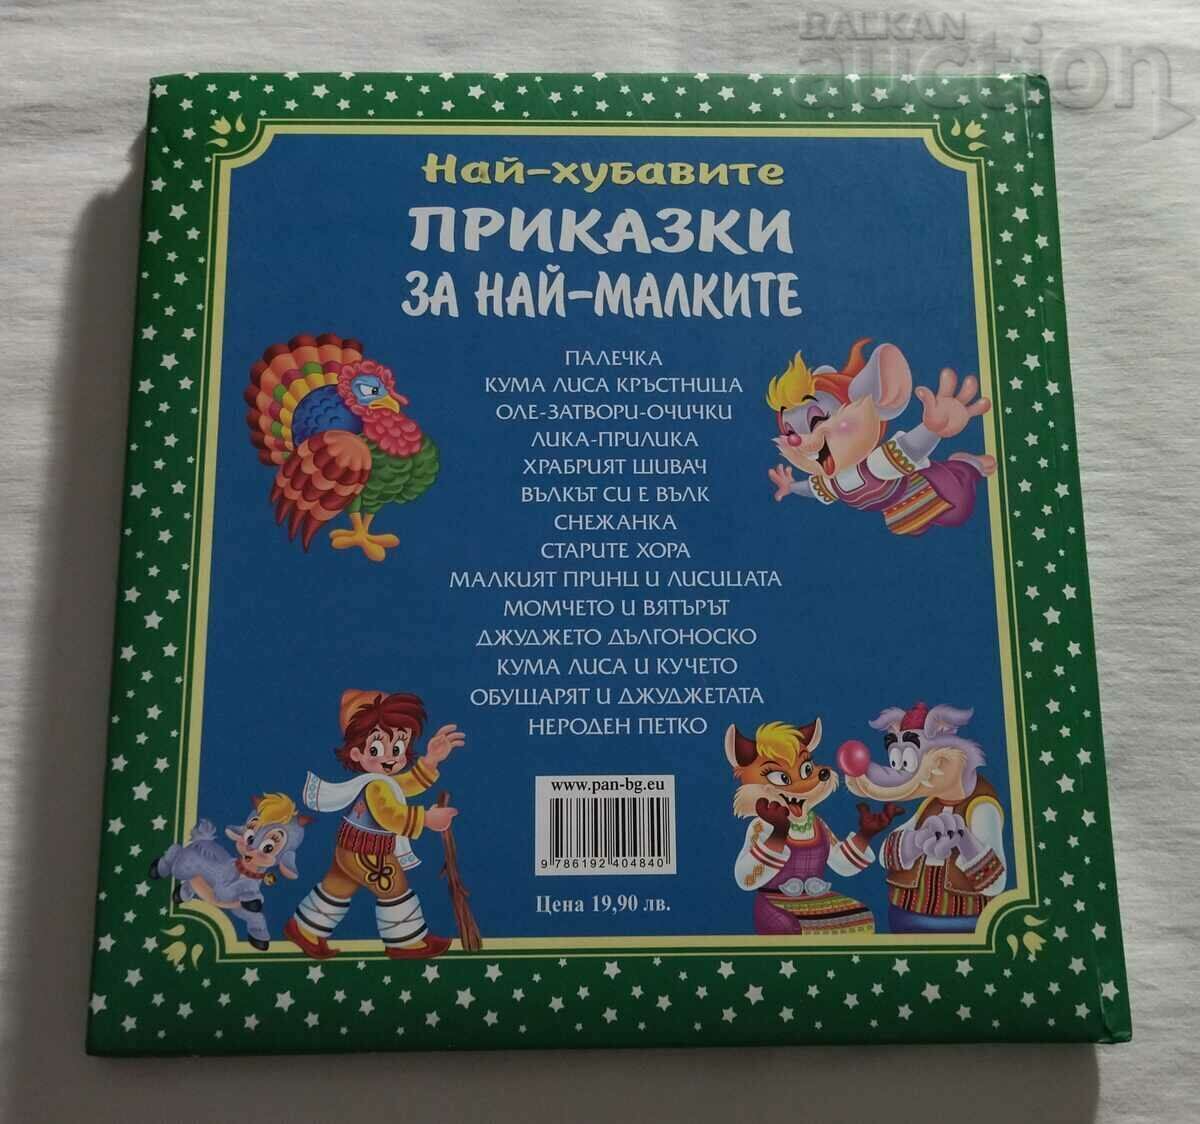 BALKAN
auction
Най-хубавите
ПРИКАЗКИ
ЗА НАЙ-МАЛКИТЕ
ПАЛЕЧКА
КУМА ЛИСА КРЪСТНИЦА
ОЛЕ-ЗАТВОРИ-ОЧИЧКИ
ЛИКА-ПРИЛИКА
ХРАБРИЯТ ШИВАЧ
ВЪЛКЪТ СИ Е ВЪЛК
СНЕЖАНКА
СТАРИТЕ ХОРА
МАЛКИЯТ ПРИНЦ И ЛИСИЦАТА
МОМЧЕТО И ВЯТЪРЪТ
ДЖУДЖЕТО ДЪЛГОНОСКО
КУМА ЛИСА И КУЧЕТО
ОБУЩАРЯТ И ДЖУДЖЕТАТА
НЕРОДЕН ПЕТКО
www.pan-bg.eu
9 786192 404840
Цена 19,90 лв.